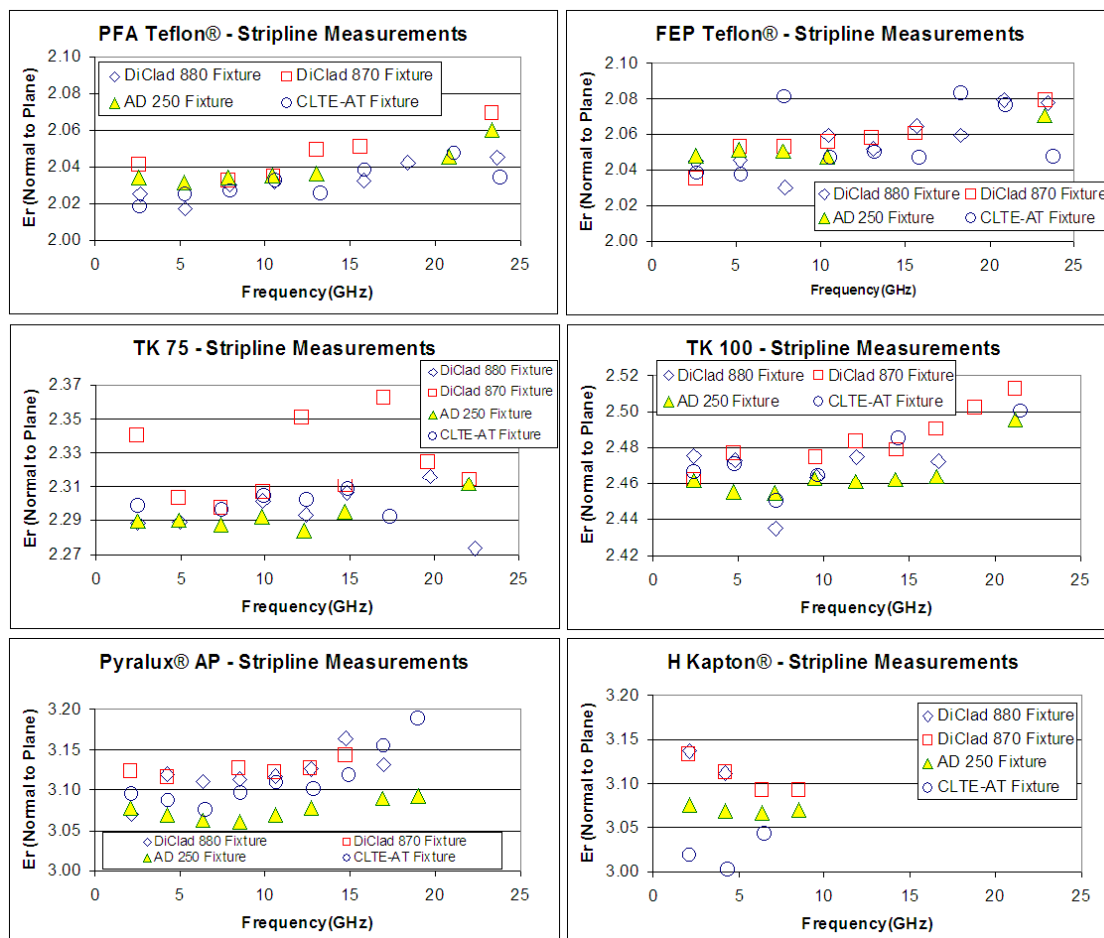 PFA Teflon® - Stripline Measurements
Er (Normal to Plane)
2.10
2.08
2.06
2.04
2.02
2.00
DiClad 880 Fixture
DiClad 870 Fixture
AD 250 Fixture
CLTE-AT Fixture
0
5
10
15
20
25
Frequency(GHz)
FEP Teflon® - Stripline Measurements
Er (Normal to Plane)
2.10
2.08
2.06
2.04
2.02
2.00
DiClad 880 Fixture
DiClad 870 Fixture
AD 250 Fixture
CLTE-AT Fixture
0
5
10
15
20
25
Frequency(GHz)
TK 75 - Stripline Measurements
Er (Normal to Plane)
2.37
2.35
2.33
2.31
2.29
2.27
DiClad 880 Fixture
DiClad 870 Fixture
AD 250 Fixture
CLTE-AT Fixture
0
5
10
15
20
25
Frequency(GHz)
TK 100 - Stripline Measurements
Er (Normal to Plane)
2.52
2.50
2.48
2.46
2.44
2.42
DiClad 880 Fixture
DiClad 870 Fixture
AD 250 Fixture
CLTE-AT Fixture
0
5
10
15
20
25
Frequency(GHz)
Pyralux® AP - Stripline Measurements
Er (Normal to Plane)
3.20
3.15
3.10
3.05
3.00
DiClad 880 Fixture
DiClad 870 Fixture
AD 250 Fixture
CLTE-AT Fixture
0
5
10
15
20
25
Frequency(GHz)
H Kapton® - Stripline Measurements
Er (Normal to Plane)
3.20
3.15
3.10
3.05
3.00
DiClad 880 Fixture
DiClad 870 Fixture
AD 250 Fixture
CLTE-AT Fixture
0
5
10
15
20
25
Frequency(GHz)